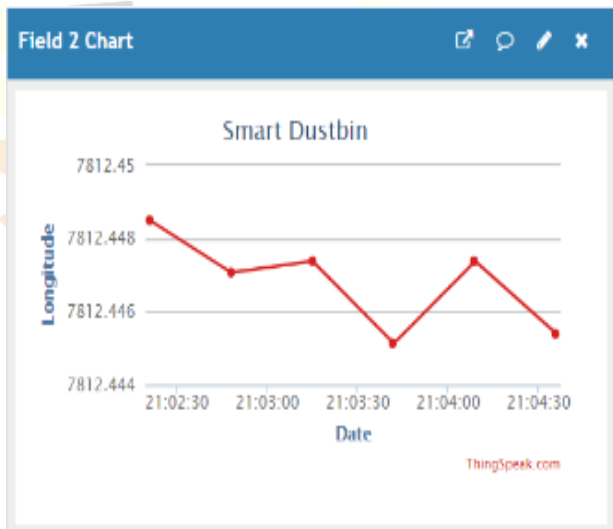 Field 2 Chart
Smart Dustbin
7812.45
7812.448
7812.446
7812.444
Longitude
21:02:30 21:03:00 21:03:30 21:04:00 21:04:30
Date
ThingSpeak.com